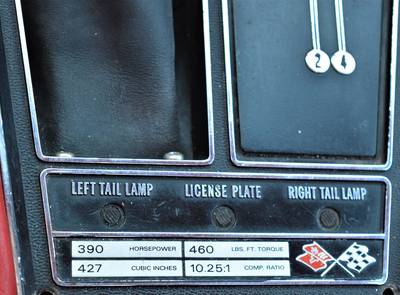 2 4
LEFT TAIL LAMP LICENSE PLATE RIGHT TAIL LAMP
390 HORSEPOWER 460 LBS. FT. TORQUE
427 CUBIC INCHES 10.25:1 COMP. RATIO